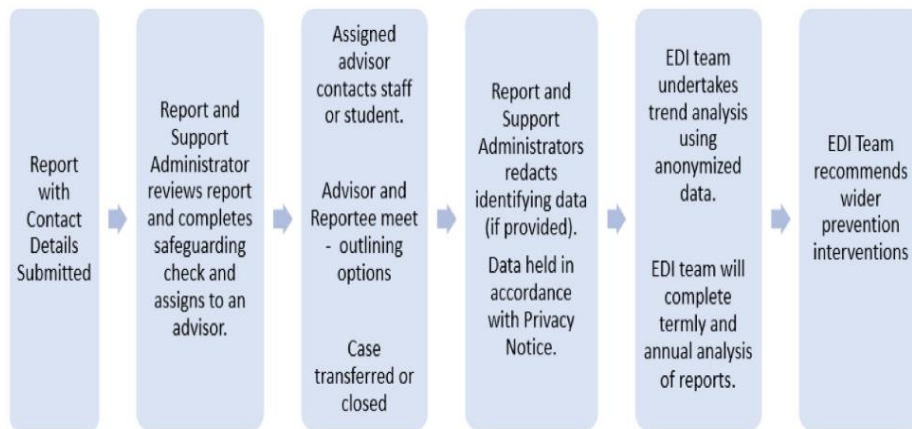 Report
with
Contact
Details
Submitted
Report and
Support
Administrator
reviews report
and completes
safeguarding
check and
assigns to an
advisor.
Assigned
advisor
contacts staff
or student.
Advisor and
Reportee meet
- outlining
options
Case
transferred or
closed
Report and
Support
Administrators
redacts
identifying data
(if provided).
Data held in
accordance
with Privacy
Notice.
EDI team
undertakes
trend analysis
using
anonymized
data.
EDI team will
complete
termly and
annual analysis
of reports.
EDI Team
recommends
wider
prevention
interventions